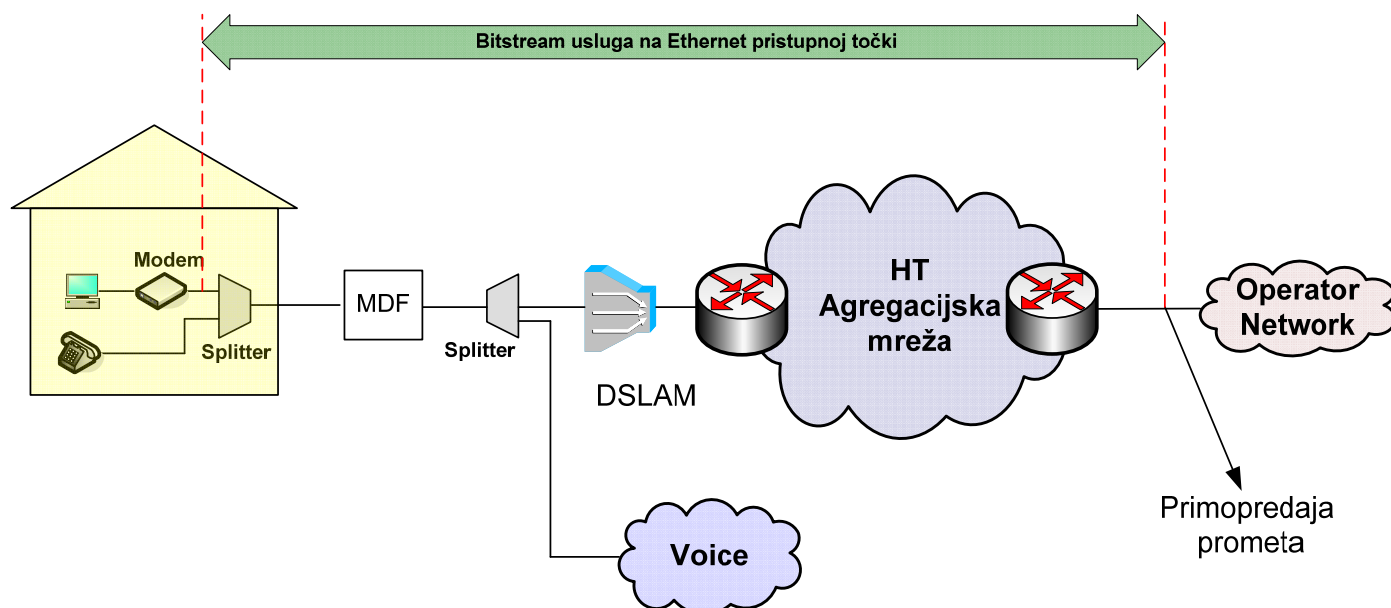 Bitstream usluga na Ethernet pristupnoj točki
Modem
Splitter
MDF
Splitter
DSLAM
HT
Agregacijska
mreža
Operator
Network
Primopredaja
prometa
Voice